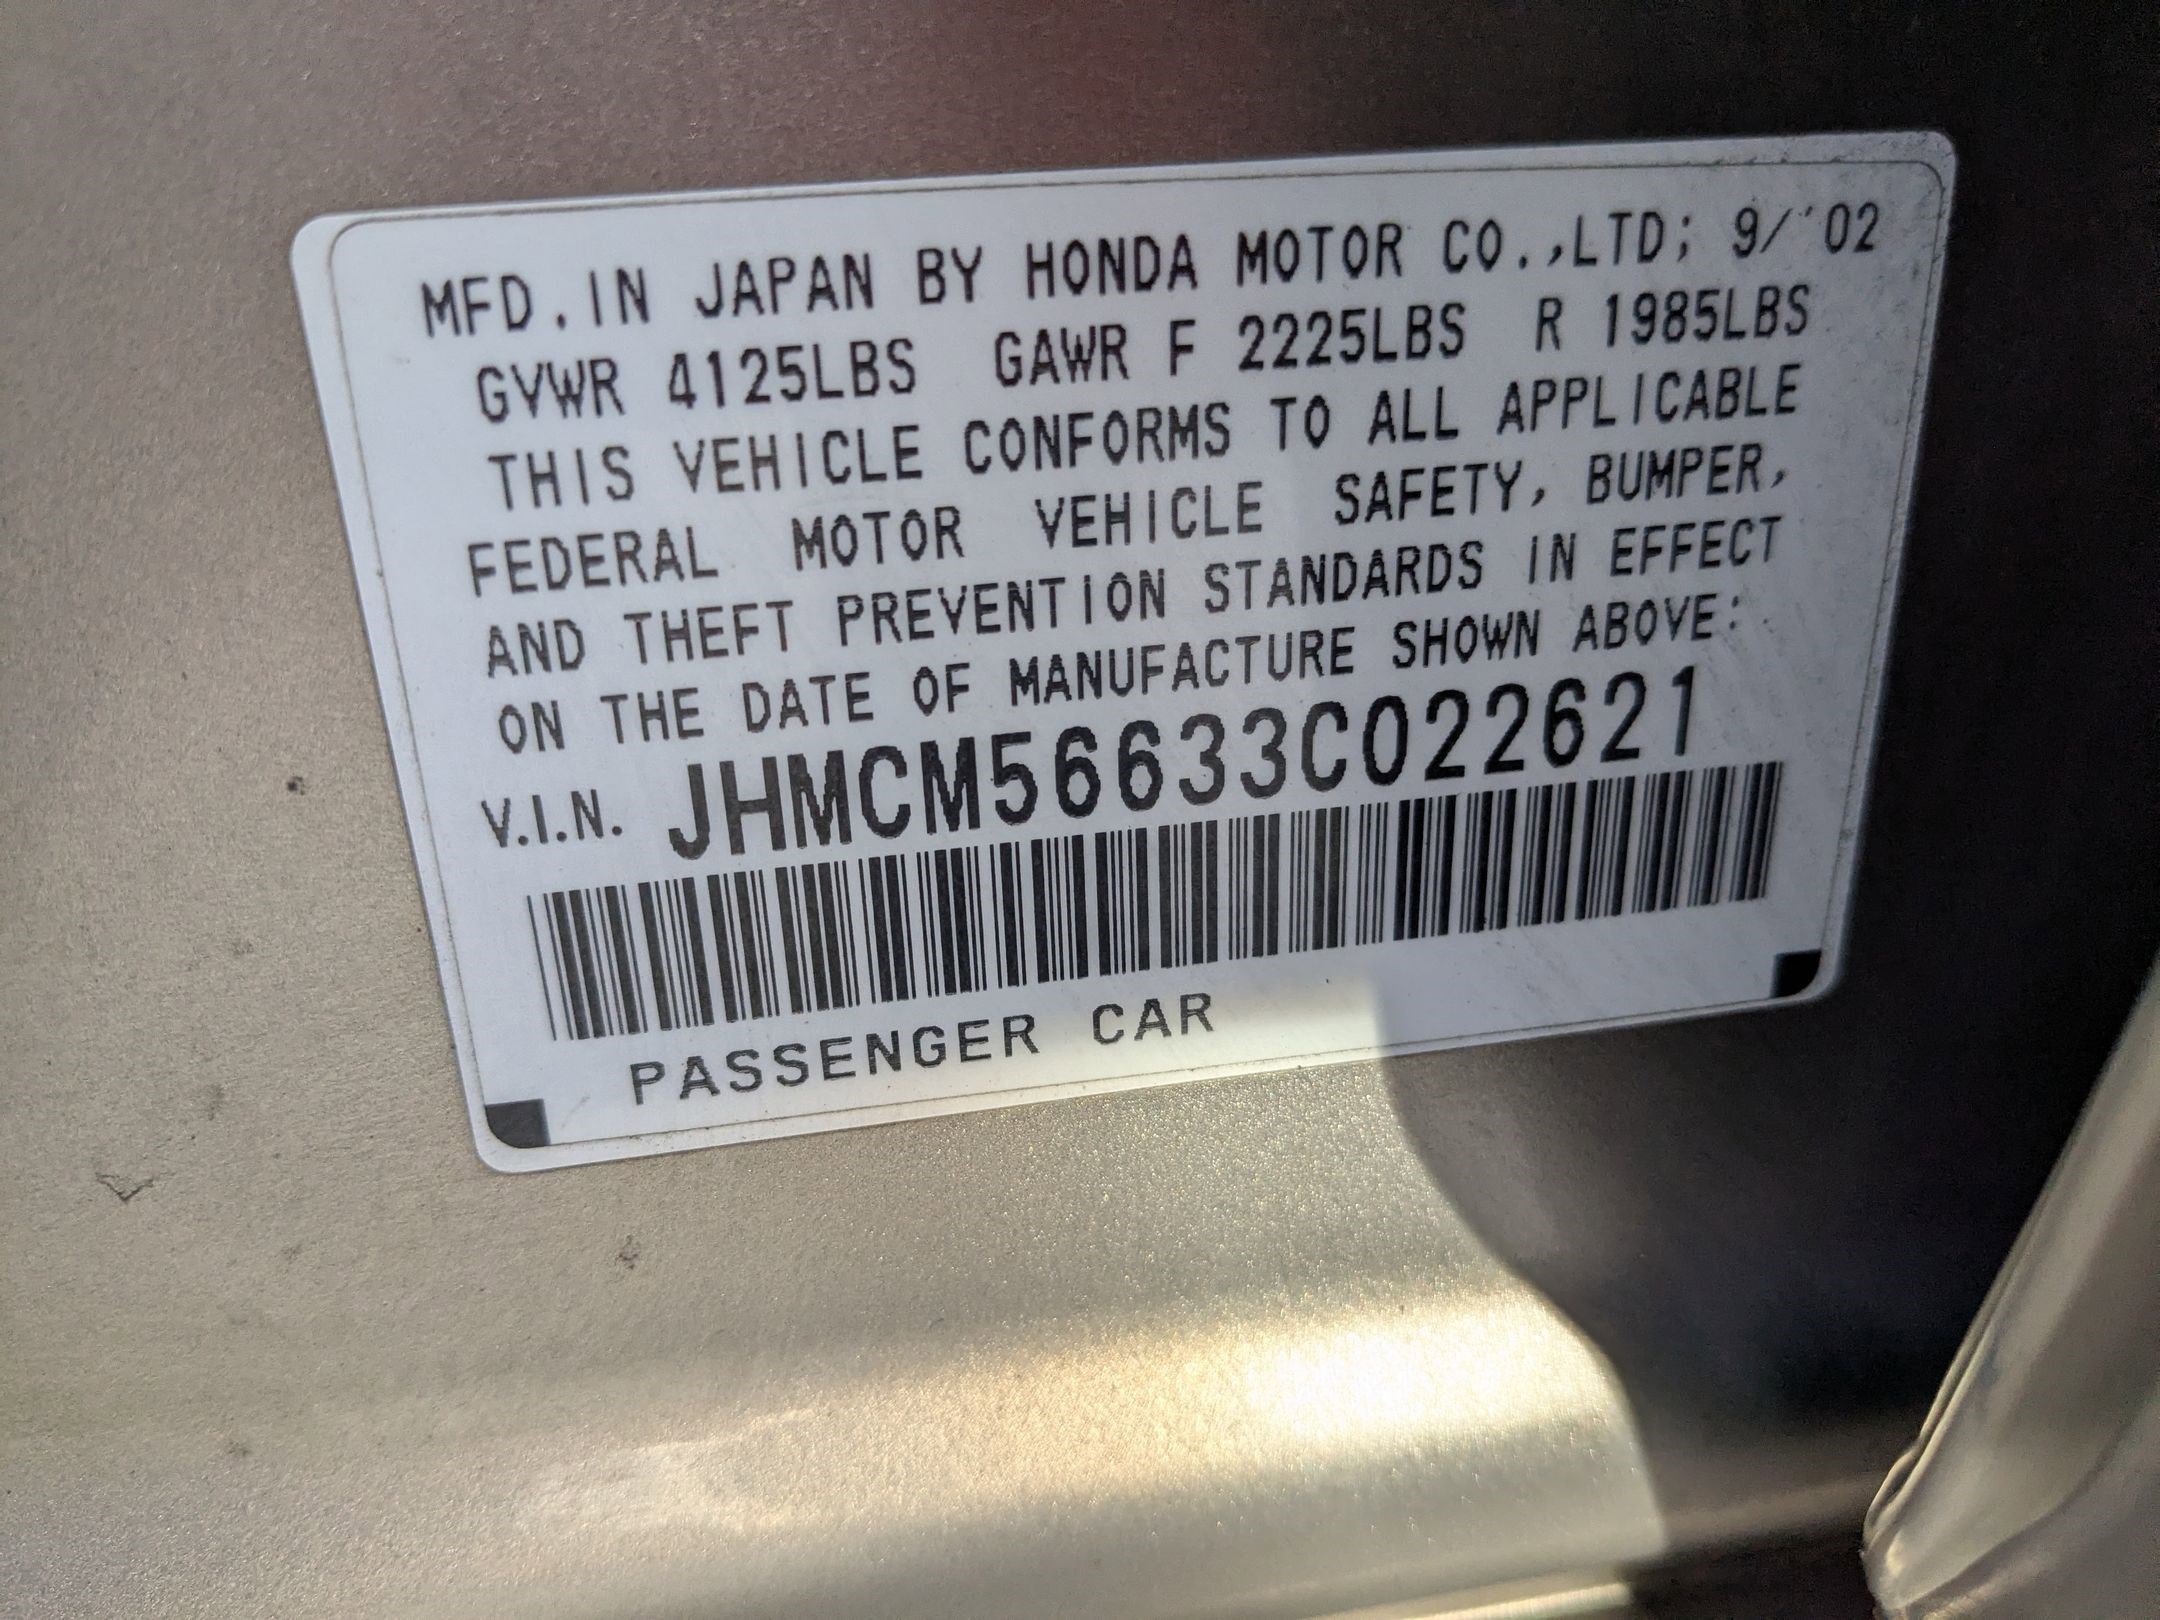 MFD.IN JAPAN BY HONDA MOTOR CO.,LTD; 9/'02
GVWR 4125LBS GAWR F 2225LBS R 1985LBS
THIS VEHICLE CONFORMS TO ALL APPLICABLE
FEDERAL MOTOR VEHICLE SAFETY, BUMPER,
AND THEFT PREVENTION STANDARDS IN EFFECT
ON THE DATE OF MANUFACTURE SHOWN ABOVE:
V.I.N. JHMCM56633C022621
PASSENGER CAR